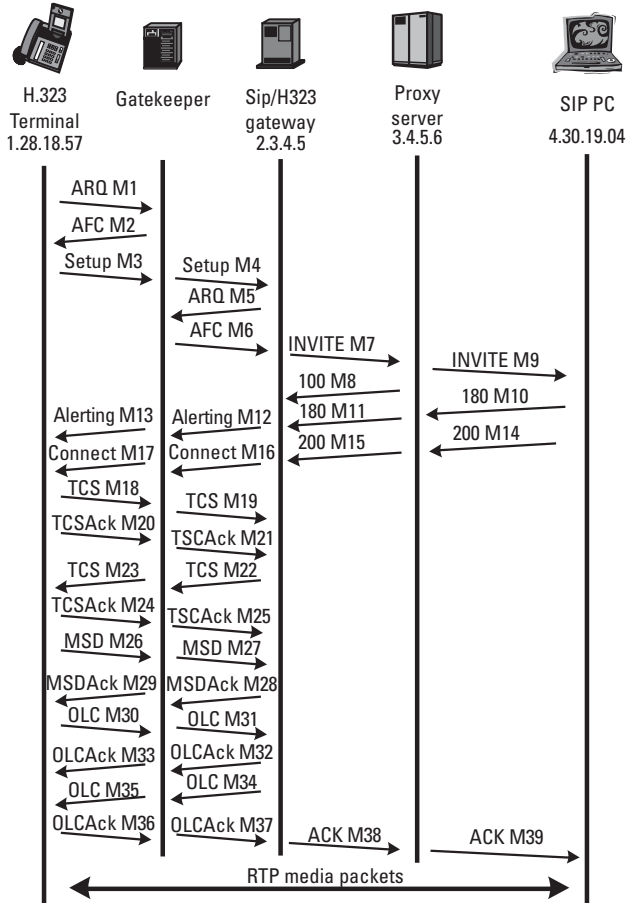 H.323
Terminal
1.28.18.57
Gatekeeper
Sip/H323
gateway
2.3.4.5
Proxy
server
3.4.5.6
SIP PC
4.30.19.04
ARQ M1
AFC M2
Setup M3
Setup M4
ARQ M5
AFC M6
INVITE M7
100 M8
INVITE M9
180 M10
180 M11
Alerting M12
Alerting M13
200 M14
200 M15
Connect M16
Connect M17
TCS M18
TCS M19
TCSAck M20
TSCAck M21
TCS M22
TCS M23
TCSAck M24
TSCAck M25
MSD M26
MSD M27
MSDAck M28
MSDAck M29
OLC M30
OLC M31
OLCAck M32
OLCAck M33
OLC M34
OLC M35
OLCAck M36
OLCAck M37
ACK M38
ACK M39
RTP media packets